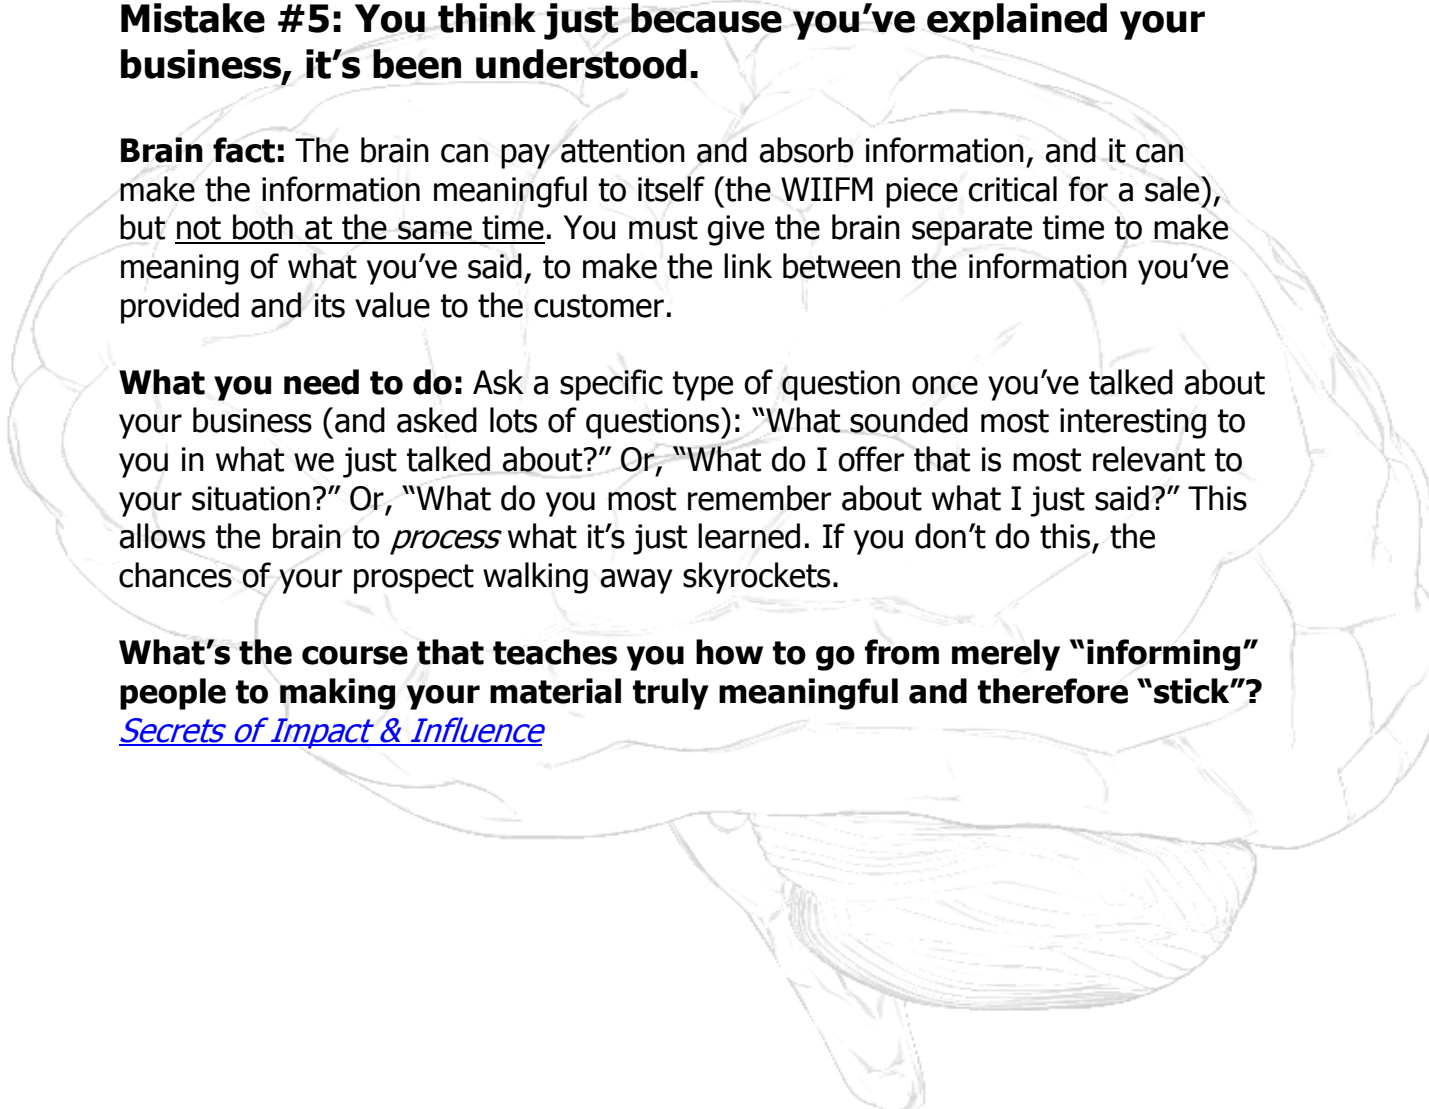 Mistake #5: You think just because you’ve explained your
business, it’s been understood.
Brain fact: The brain can pay attention and absorb information, and it can
make the information meaningful to itself (the WIIFM piece critical for a sale),
but not both at the same time. You must give the brain separate time to make
meaning of what you’ve said, to make the link between the information you’ve
provided and its value to the customer.
What you need to do: Ask a specific type of question once you’ve talked about
your business (and asked lots of questions): “What sounded most interesting to
you in what we just talked about?” Or, “What do I offer that is most relevant to
your situation?” Or, “What do you most remember about what I just said?” This
allows the brain to process what it’s just learned. If you don’t do this, the
chances of your prospect walking away skyrockets.
What’s the course that teaches you how to go from merely “informing”
people to making your material truly meaningful and therefore “stick”?
Secrets of Impact & Influence